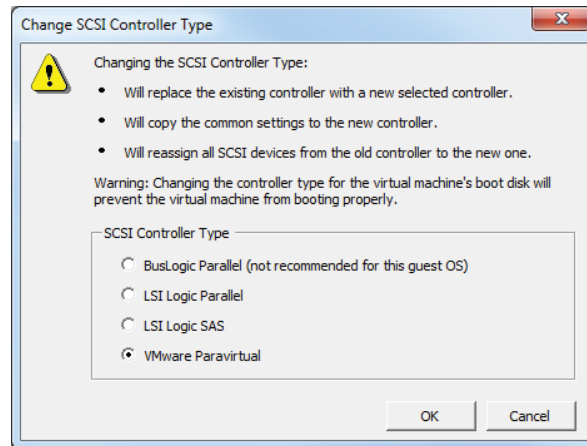 Change SCSI Controller Type
Changing the SCSI Controller Type:
• Will replace the existing controller with a new selected controller.
• Will copy the common settings to the new controller.
• Will reassign all SCSI devices from the old controller to the new one.
Warning: Changing the controller type for the virtual machine's boot disk will
prevent the virtual machine from booting properly.
SCSI Controller Type
BusLogic Parallel (not recommended for this guest OS)
LSI Logic Parallel
LSI Logic SAS
VMware Paravirtual
OK Cancel